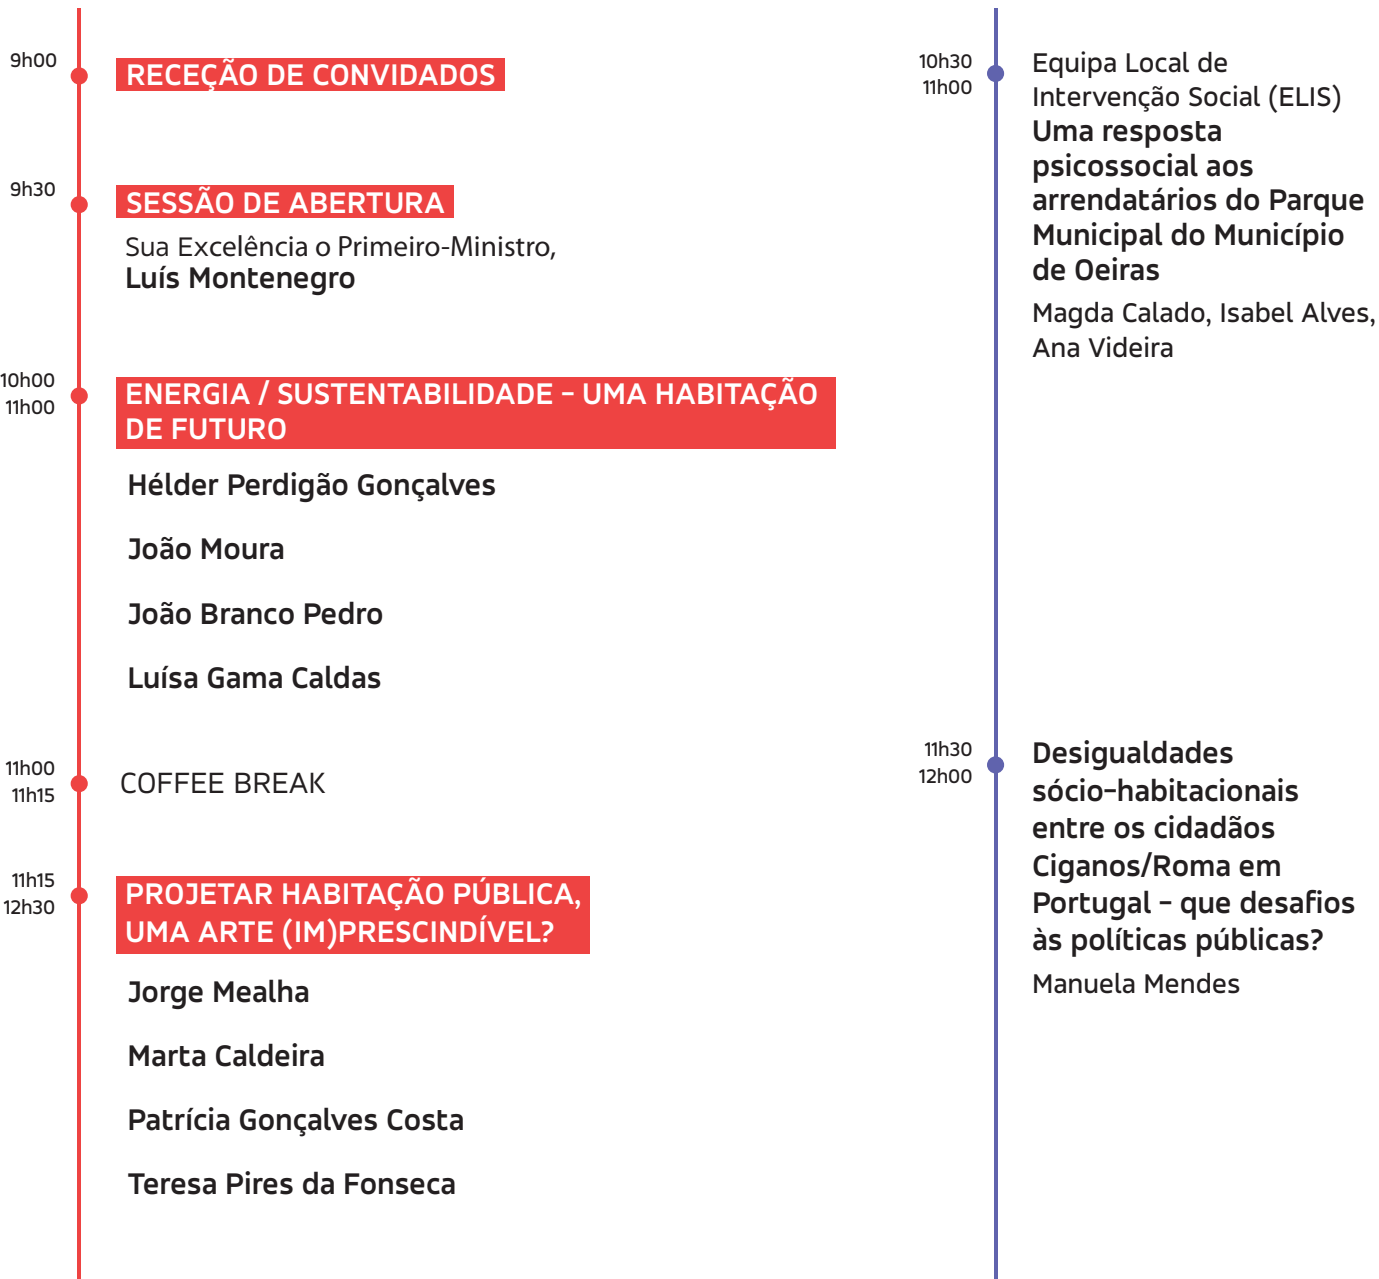 9h00
RECEÇÃO DE CONVIDADOS
9h30
SESSÃO DE ABERTURA
Sua Excelência o Primeiro-Ministro,
Luís Montenegro
10h00
11h00
ENERGIA / SUSTENTABILIDADE - UMA HABITAÇÃO
DE FUTURO
Hélder Perdigão Gonçalves
João Moura
João Branco Pedro
Luísa Gama Caldas
11h00
11h15
COFFEE BREAK
11h15
12h30
PROJETAR HABITAÇÃO PÚBLICA,
UMA ARTE (IM)PRESCINDÍVEL?
Jorge Mealha
Marta Caldeira
Patrícia Gonçalves Costa
Teresa Pires da Fonseca
10h30
11h00
Equipa Local de
Intervenção Social (ELIS)
Uma resposta
psicossocial aos
arrendatários do Parque
Municipal do Município
de Oeiras
Magda Calado, Isabel Alves,
Ana Videira
11h30
12h00
Desigualdades
sócio-habitacionais
entre os cidadãos
Ciganos/Roma em
Portugal - que desafios
às políticas públicas?
Manuela Mendes